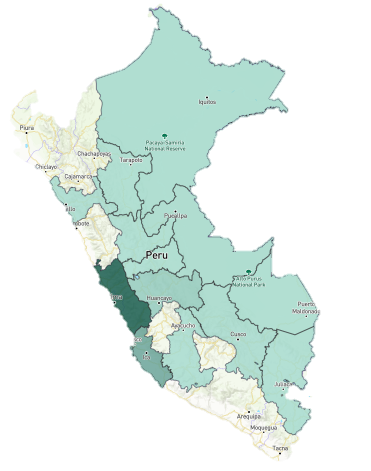 Iquitos
Piura
Pacaya Samiria
National Reserve
Chachapoyas
Tarapoto
Chiclayo
Cajamarca
Pucallpa
Peru
Alto Purus
National Park
Huancayo
Puerto
Maldonado
Ayacucho
Cusco
Juliaca
Arequipa
Moquegua
Tacna